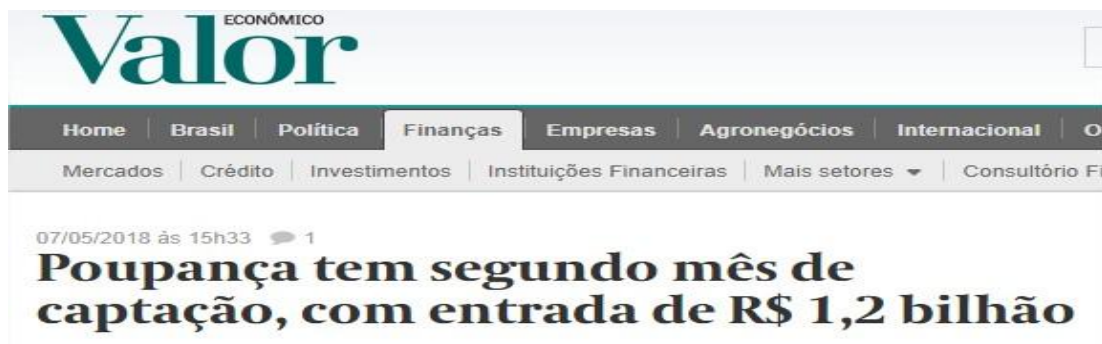 ECONÔMICO
Valor
Home Brasil Política Finanças Empresas Agronegócios Internacional
Mercados Crédito Investimentos Instituições Financeiras Mais setores Consultório
07/05/2018 às 15h33 1
Poupança tem segundo mês de
captação, com entrada de R$ 1,2 bilhão